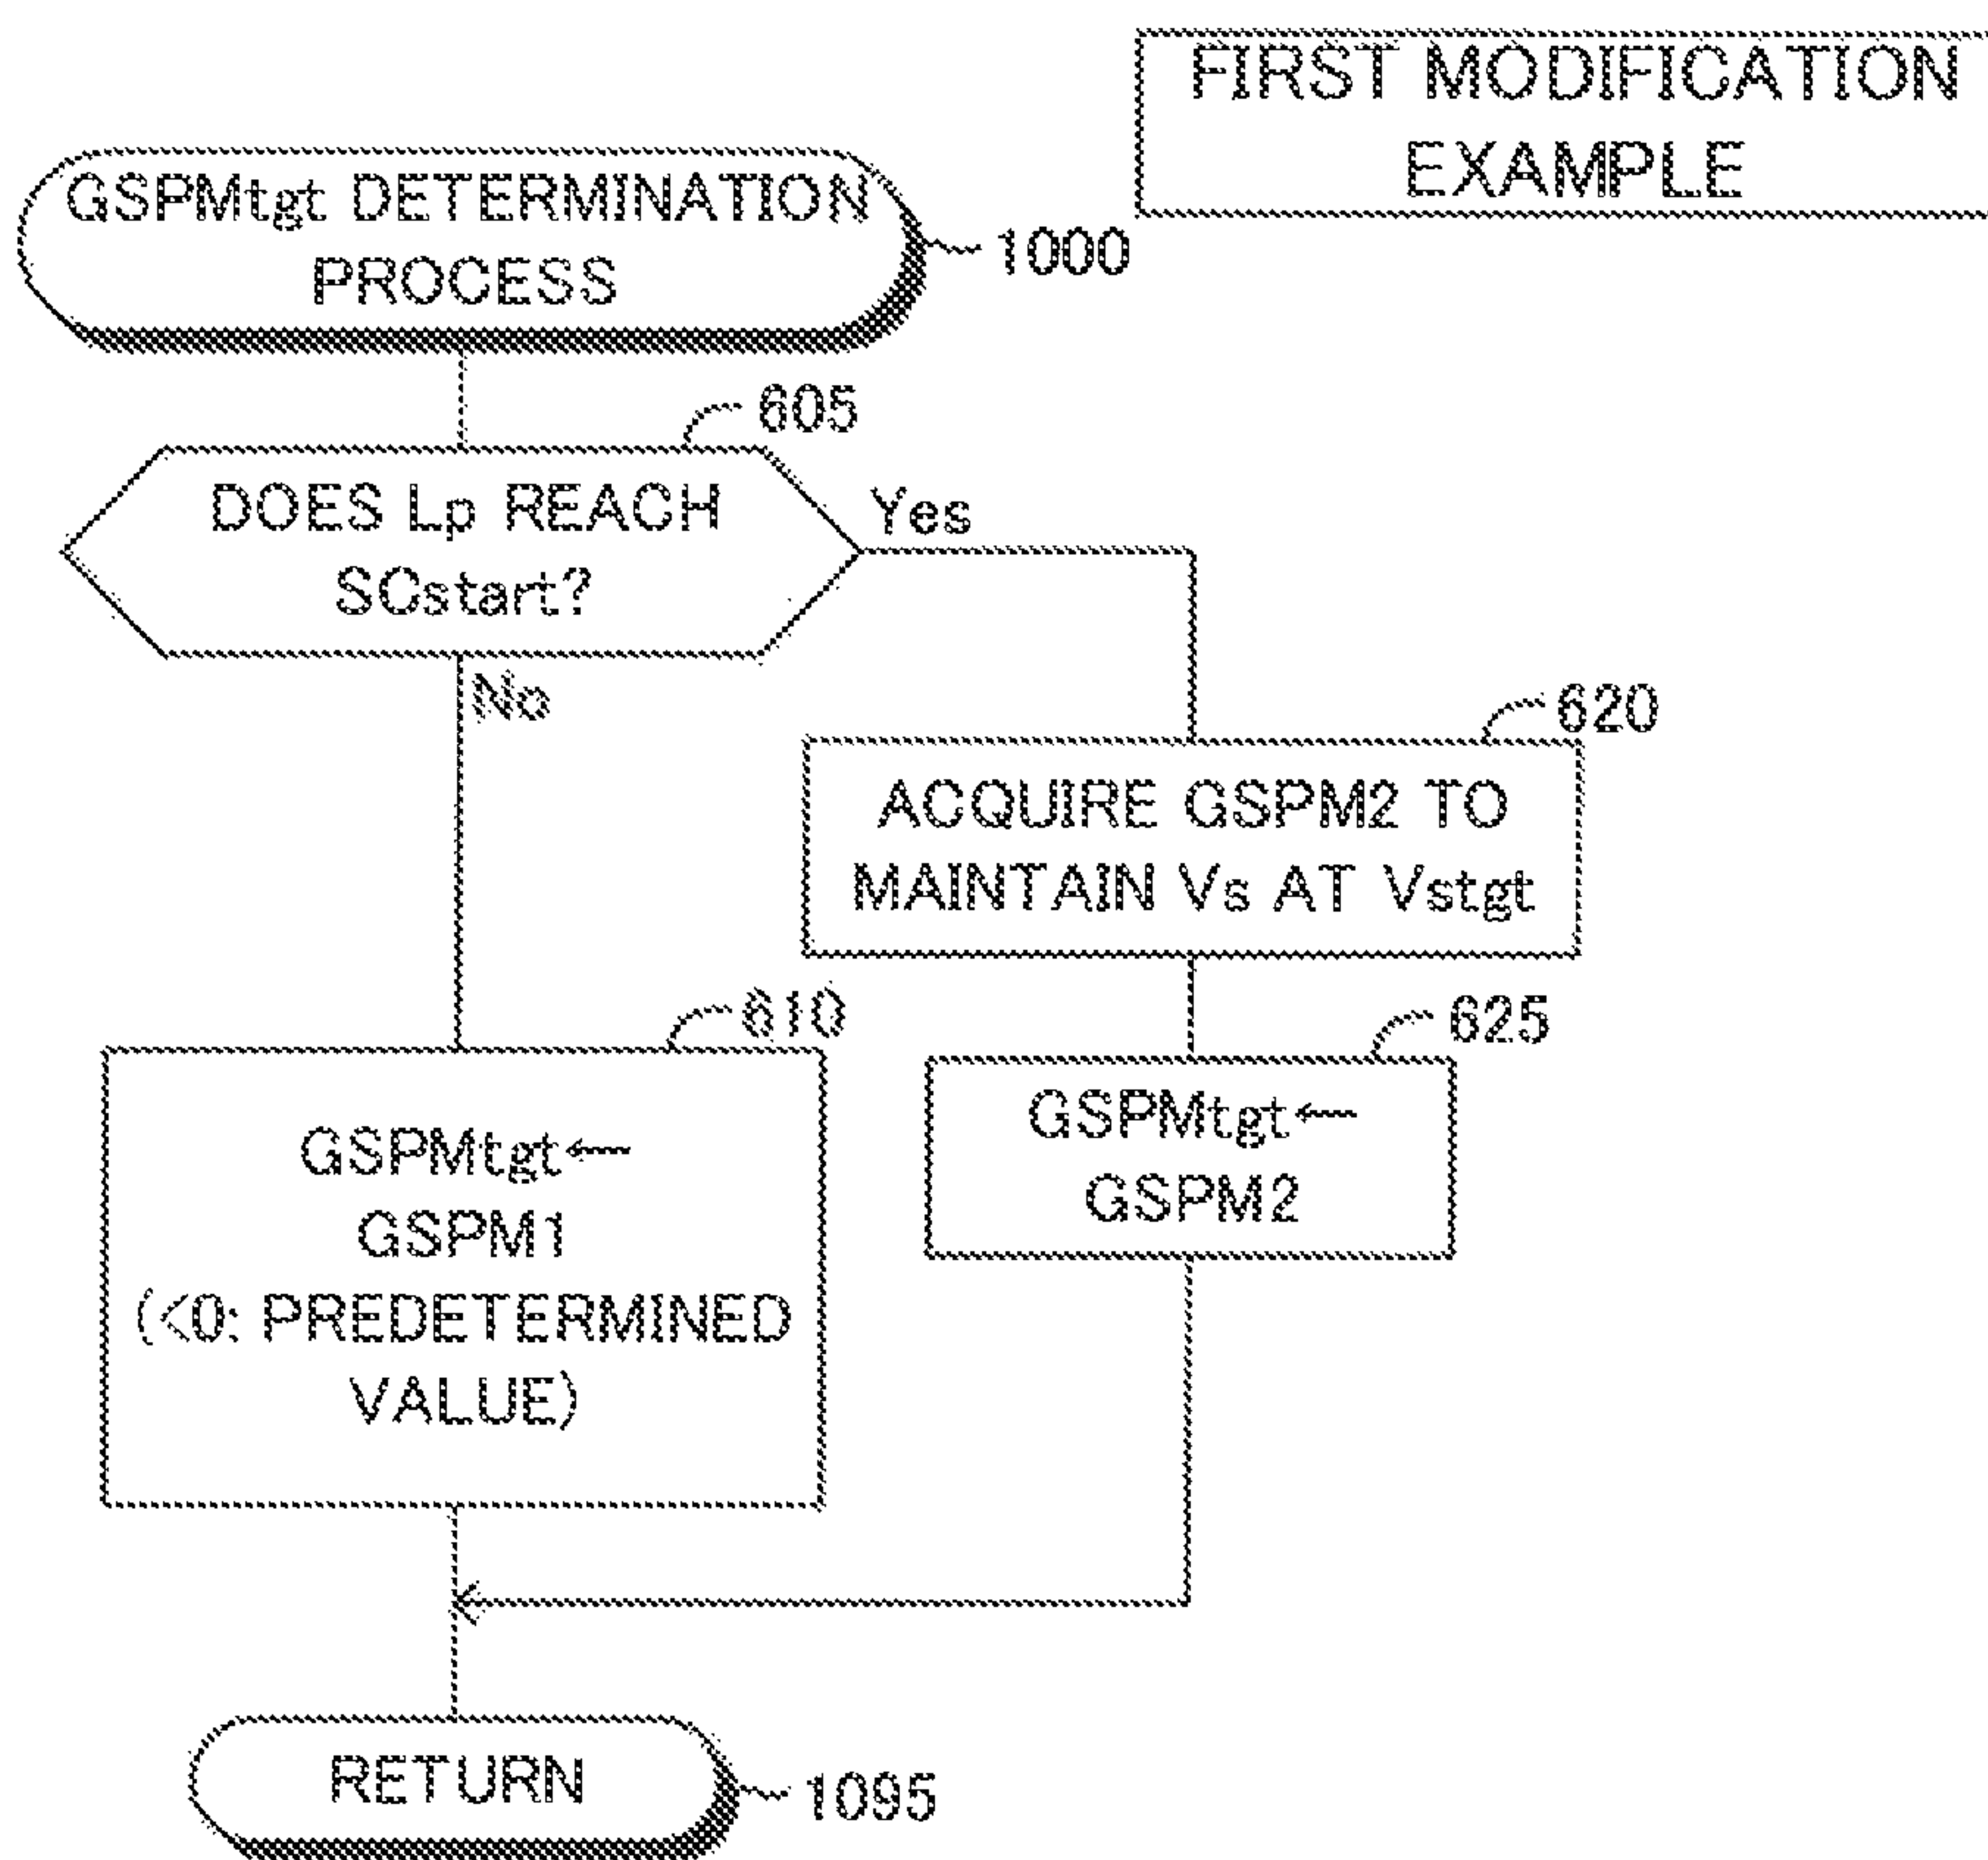 FIRST MODIFICATION
EXAMPLE
GSPMtgt DETERMINATION
PROCESS
1000
605
DOES Lp REACH
SCstart?
Yes
No
620
ACQUIRE GSPM2 TO
MAINTAIN Vs AT Vstgt
610
625
GSPMtgt←
GSPM1
(<0: PREDETERMINED
VALUE)
GSPMtgt←
GSPM2
RETURN
1095